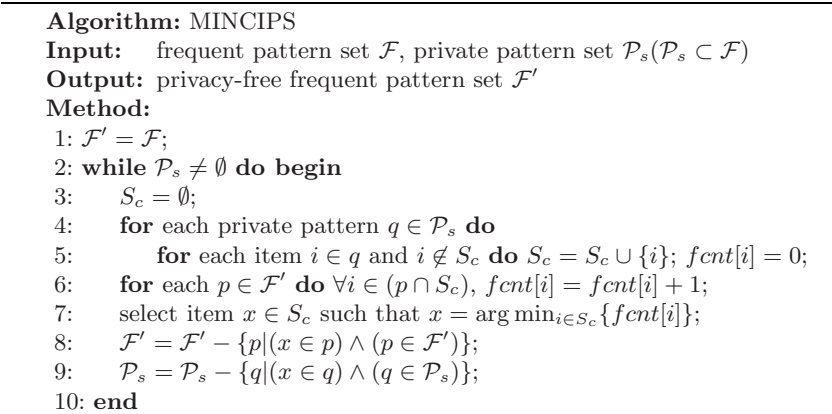 Algorithm: MINCIPS
Input: frequent pattern set ℱ, private pattern set 𝒫ₛ(𝒫ₛ ⊂ ℱ)
Output: privacy-free frequent pattern set ℱ′
Method:
1: ℱ′ = ℱ;
2: while 𝒫ₛ ≠ ∅ do begin
3: S_c = ∅;
4: for each private pattern q ∈ 𝒫ₛ do
5: for each item i ∈ q and i ∉ S_c do S_c = S_c ∪ {i}; fcnt[i] = 0;
6: for each p ∈ ℱ′ do ∀i ∈ (p ∩ S_c), fcnt[i] = fcnt[i] + 1;
7: select item x ∈ S_c such that x = arg min_{i∈S_c}{fcnt[i]};
8: ℱ′ = ℱ′ − {p|(x ∈ p) ∧ (p ∈ ℱ′)};
9: 𝒫ₛ = 𝒫ₛ − {q|(x ∈ q) ∧ (q ∈ 𝒫ₛ)};
10: end